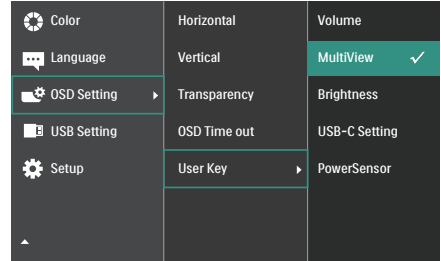 Color
Language
OSD Setting
USB Setting
Setup
Horizontal
Vertical
Transparency
OSD Time out
User Key
Volume
MultiView
Brightness
USB-C Setting
PowerSensor